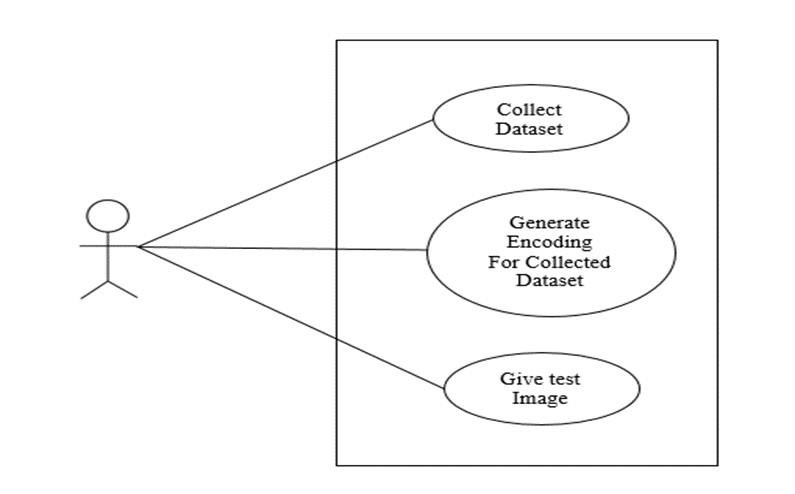 Collect
Dataset
Generate
Encoding
For Collected
Dataset
Give test
Image